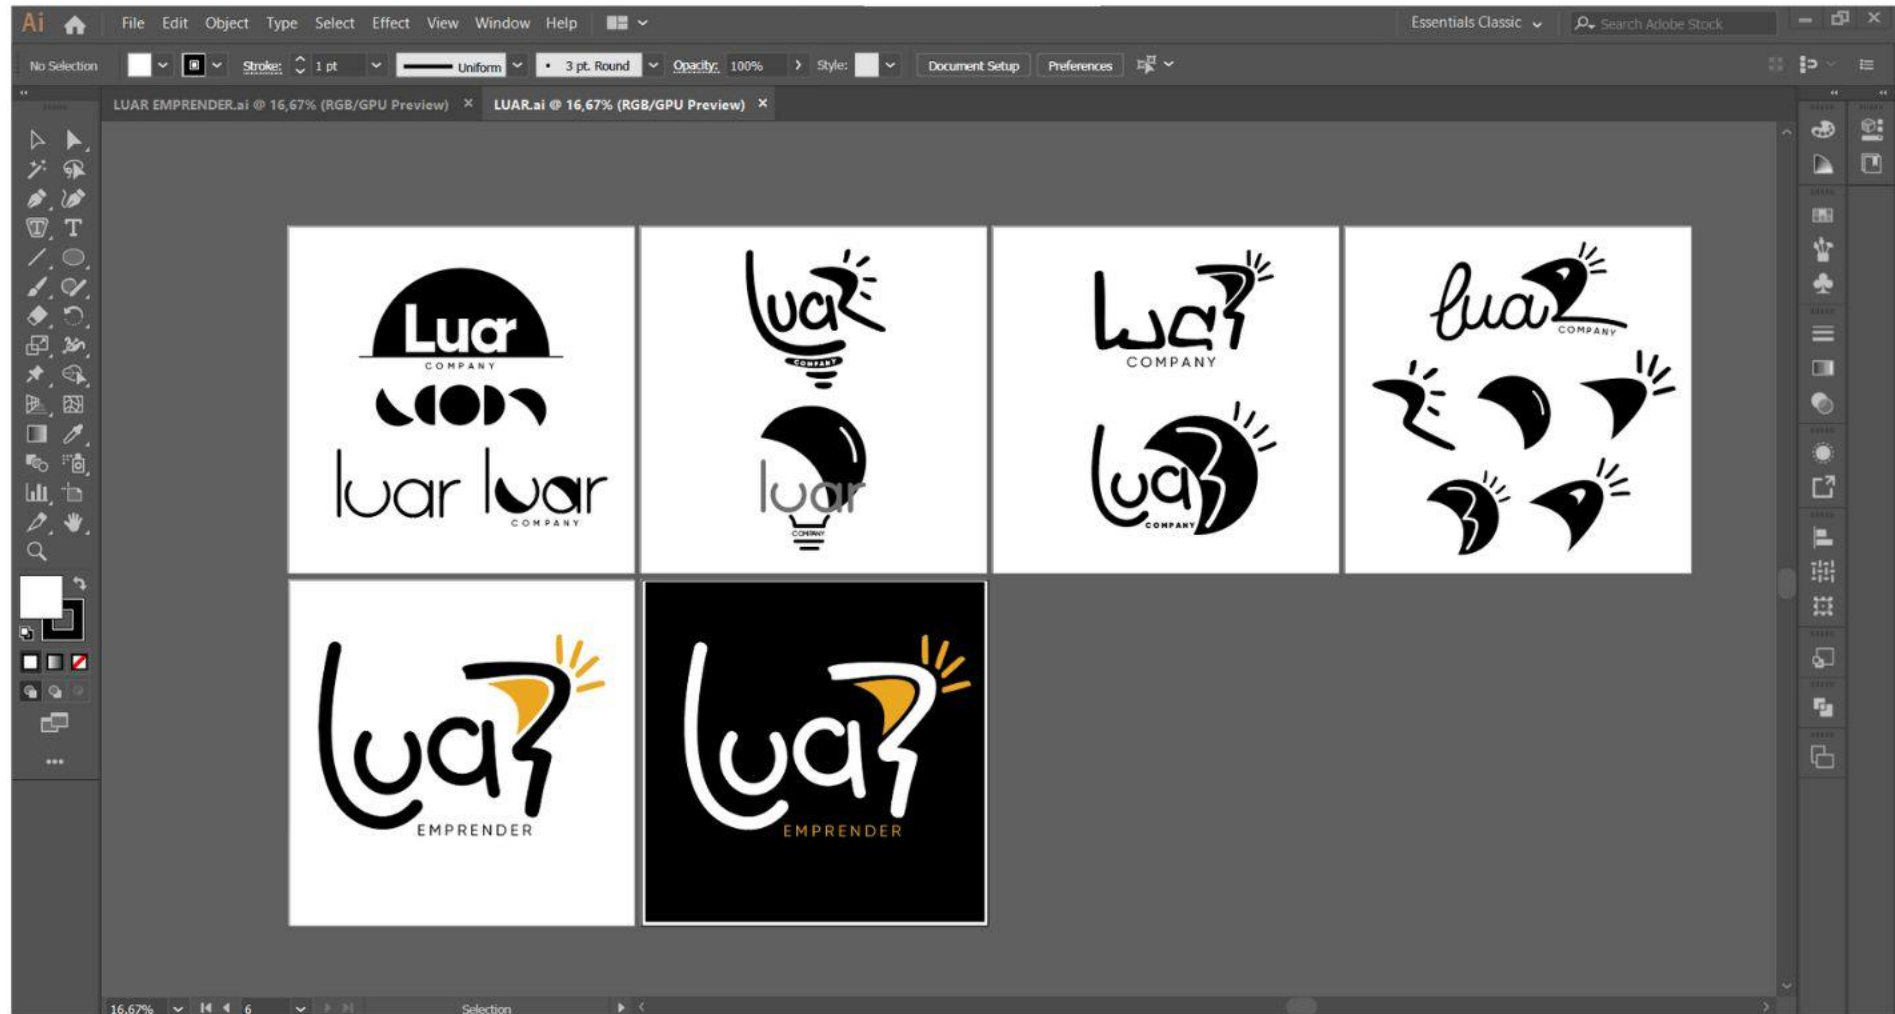 Ai File Edit Object Type Select Effect View Window Help Essentials Classic Search Adobe Stock
No Selection Stroke: 1 pt Uniform 3 pt. Round Opacity: 100% Style: Document Setup Preferences
LUAR EMPRENDER.ai @ 16,67% (RGB/GPU Preview) × LUAR.ai @ 16,67% (RGB/GPU Preview) ×
Luar
COMPANY
luar
luar
COMPANY
luar
COMPANY
luar
COMPANY
luar
COMPANY
luar
COMPANY
luar
COMPANY
luar
EMPRENDER
luar
EMPRENDER
16,67% 6 Selection